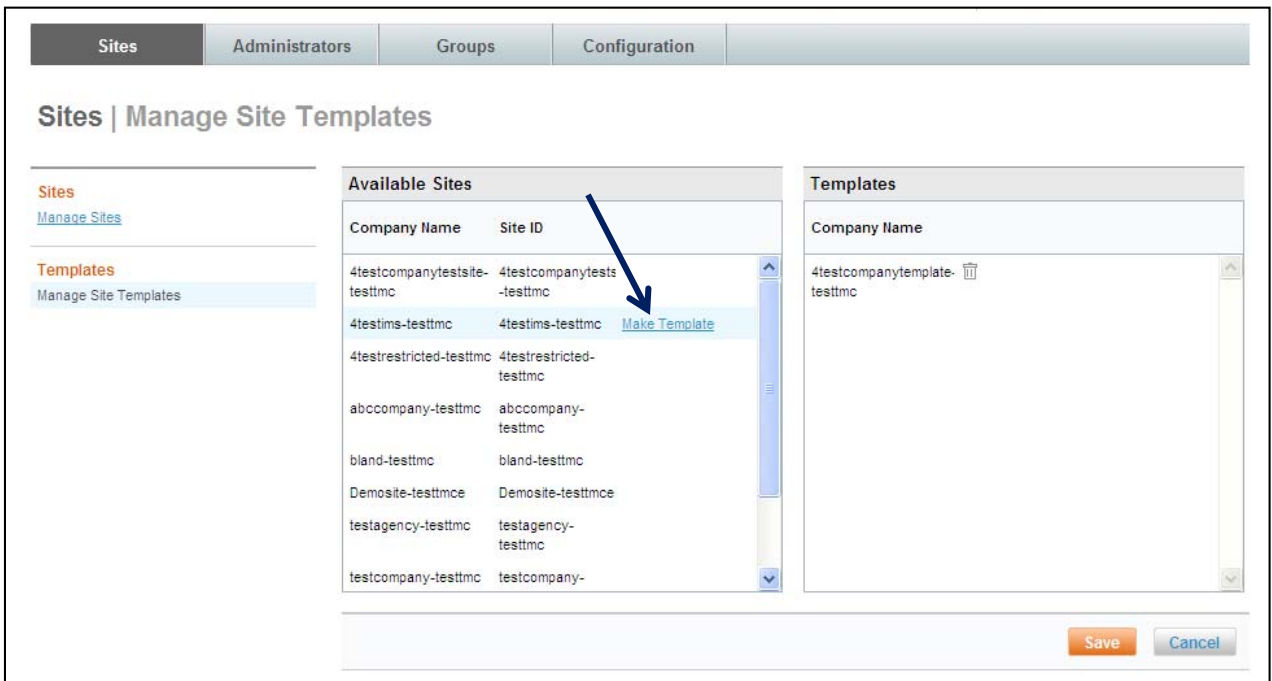 Sites Administrators Groups Configuration
Sites | Manage Site Templates
Sites
Manage Sites
Templates
Manage Site Templates
Available Sites
Company Name Site ID
4testcompanytestsite- 4testcompanytests
testtmc -testtmc
4testims-testtmc 4testims-testtmc Make Template
4testrestricted-testtmc 4testrestricted-
testtmc
abccompany-testtmc abccompany-
testtmc
bland-testtmc bland-testtmc
Demosite-testtmce Demosite-testtmce
testagency-testtmc testagency-
testtmc
testcompany-testtmc testcompany-
Templates
Company Name
4testcompanytemplate-
testtmc
Save Cancel